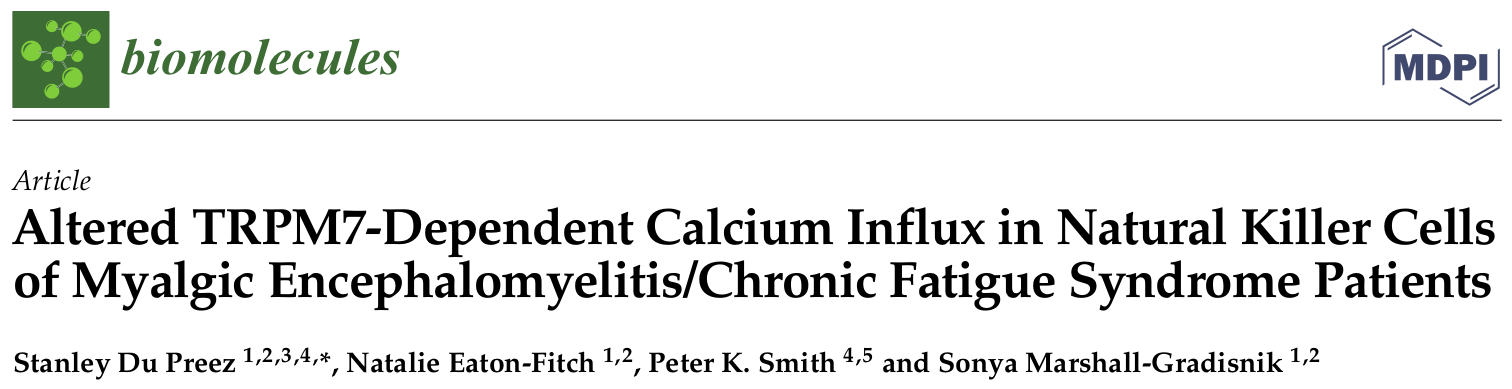 biomolecules
MDPI
Article
Altered TRPM7-Dependent Calcium Influx in Natural Killer Cells
of Myalgic Encephalomyelitis/Chronic Fatigue Syndrome Patients
Stanley Du Preez 1,2,3,4,*, Natalie Eaton-Fitch 1,2, Peter K. Smith 4,5 and Sonya Marshall-Gradisnik 1,2